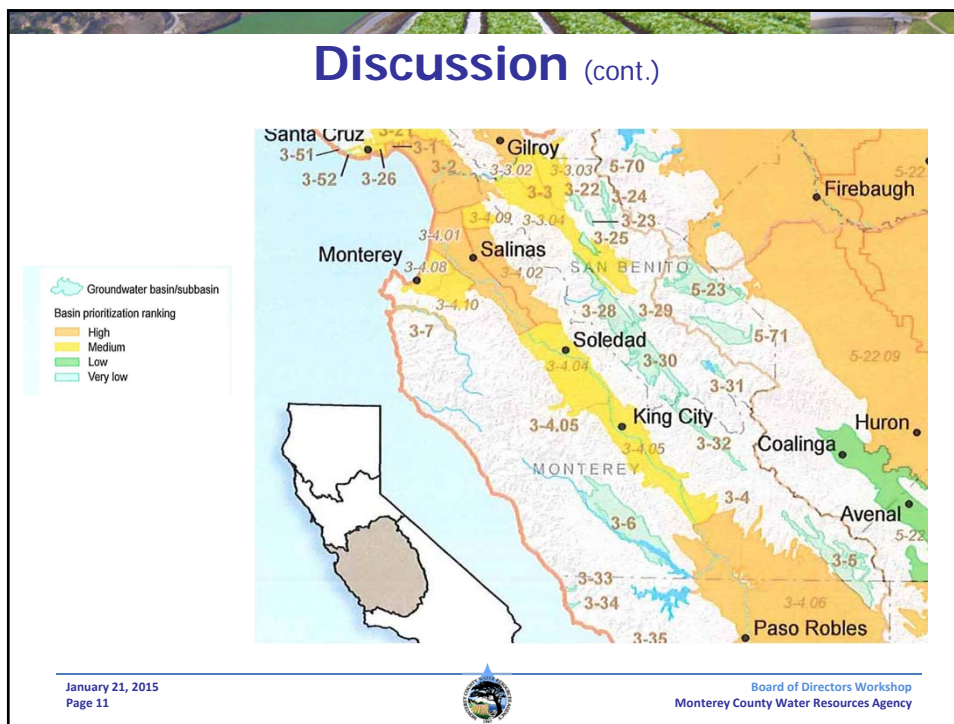 Discussion (cont.)
Santa Cruz
3-21
3-51
3-1
Gilroy
3-52
3-26
3-2
3-3.02
3-3.03
5-70
5-22
3-3
3-22
3-24
Firebaugh
3-4.09
3-3.04
3-23
3-4.01
3-25
Monterey
Salinas
3-4.08
3-4.02
SAN BENITO
5-23
3-4.10
3-28
3-29
3-7
5-71
Soledad
3-4.04
3-30
5-22.09
3-31
King City
Huron
3-4.05
3-4.05
3-32
Coalinga
MONTEREY
3-4
Avenal
3-6
5-22
3-5
3-33
3-34
3-4.06
3-35
Paso Robles
Groundwater basin/subbasin
Basin prioritization ranking
High
Medium
Low
Very low
January 21, 2015
Page 11
Board of Directors Workshop
Monterey County Water Resources Agency